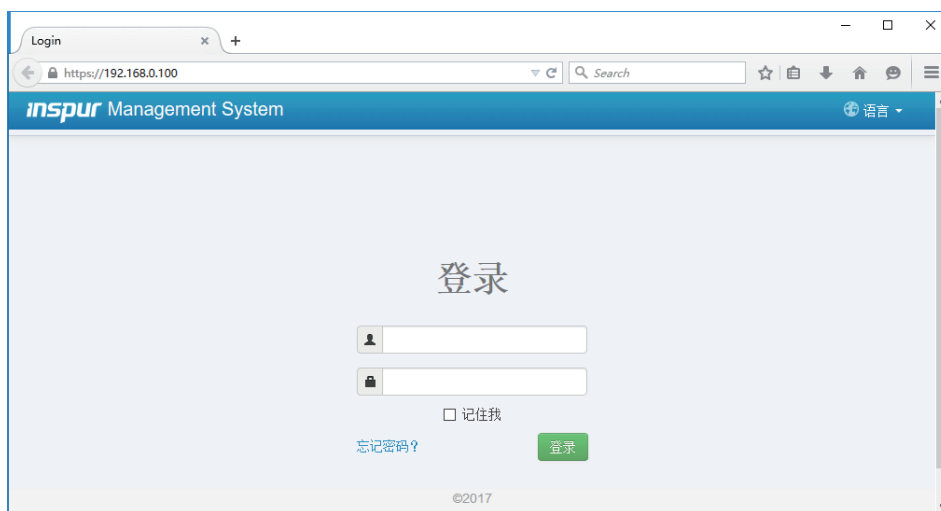 Login
https://192.168.0.100
Search
inspur Management System
语言
登录
记住我
忘记密码？
登录
©2017